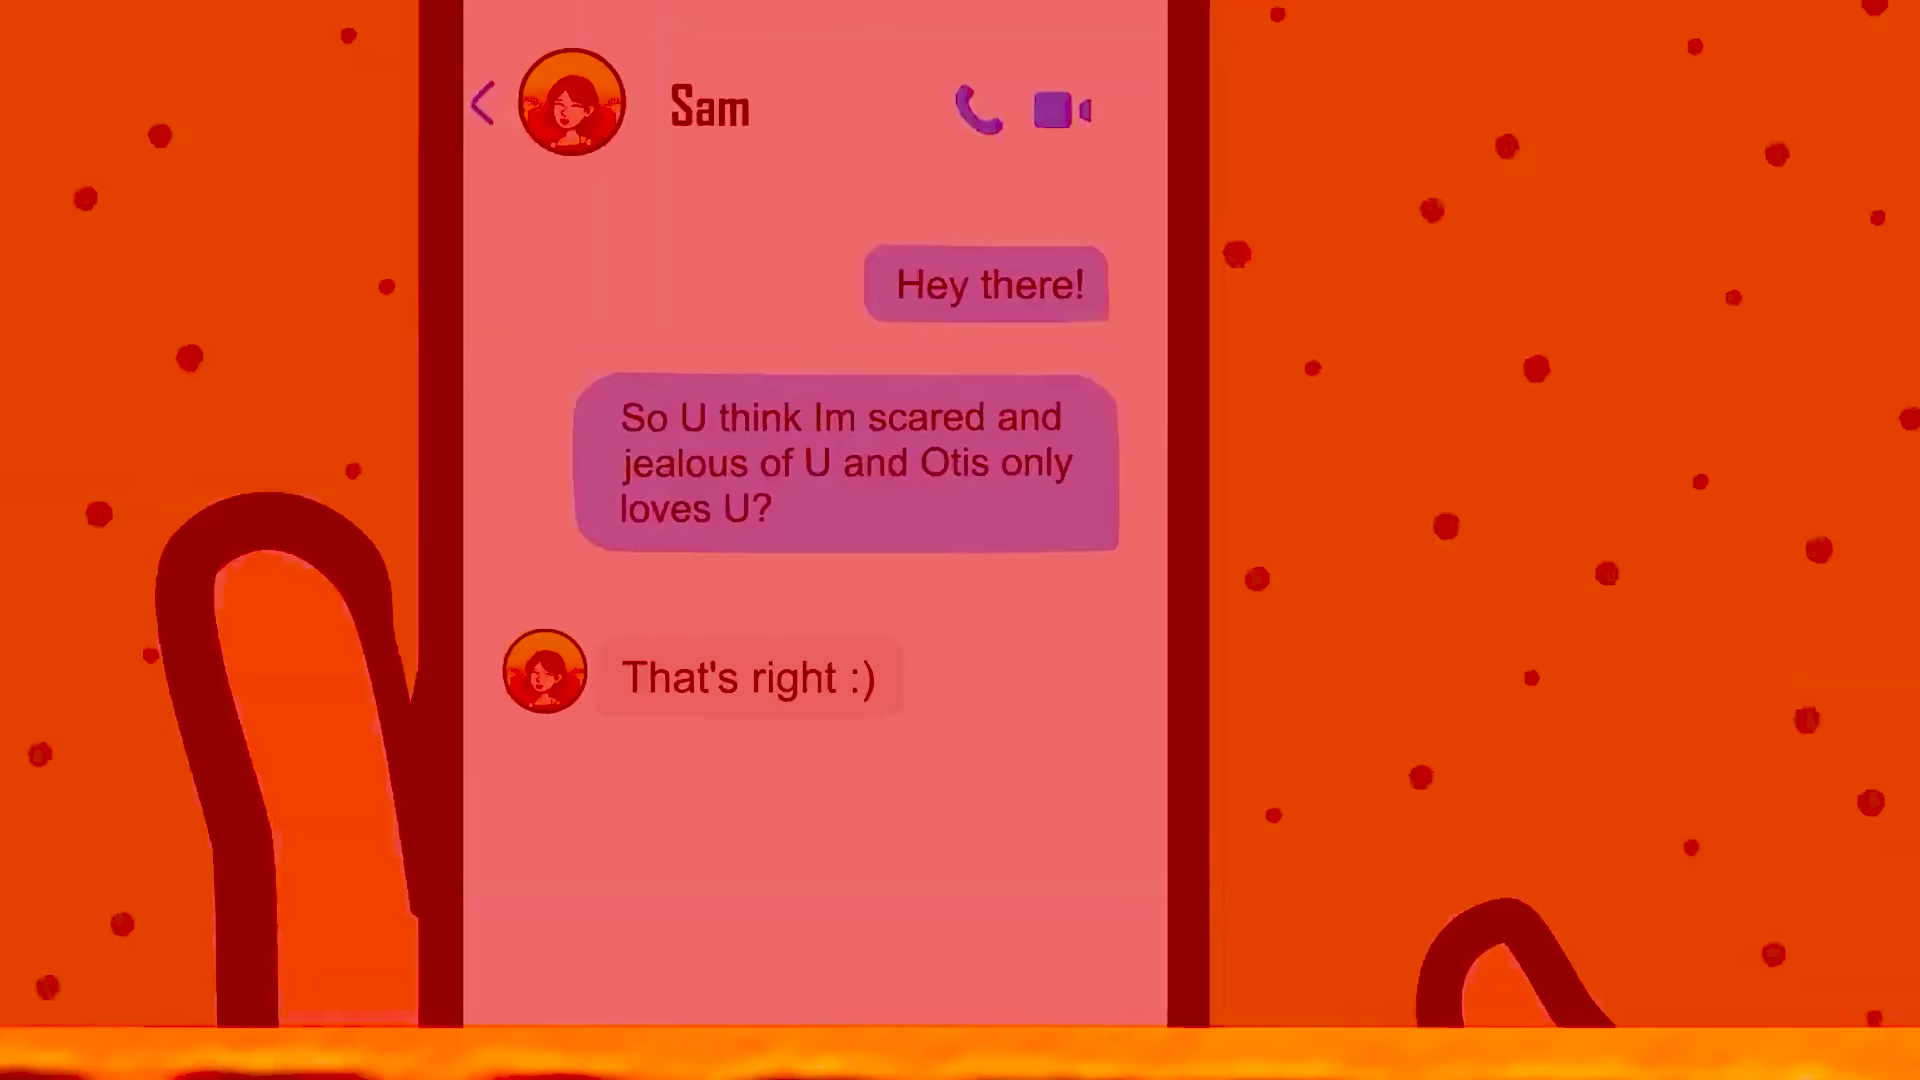 Sam
Hey there!
So U think Im scared and
jealous of U and Otis only
loves U?
That's right :)